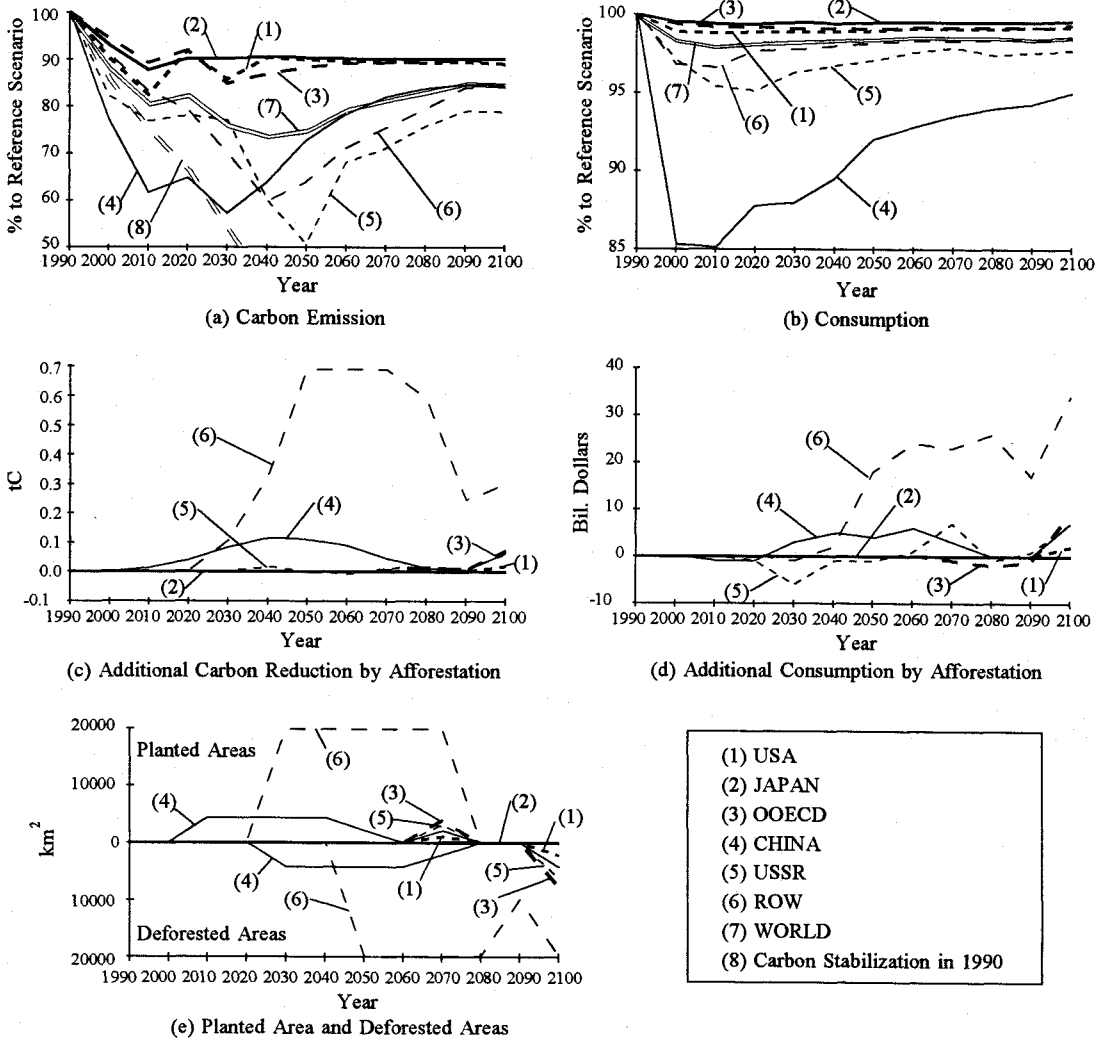 % to Reference Scenario
100
90
80
70
60
50
(2)
(1)
(3)
(7)
(4)
(8)
(5)
(6)
1990 2000 2010 2020 2030 2040 2050 2060 2070 2080 2090 2100
Year
(a) Carbon Emission
% to Reference Scenario
100
95
90
85
(3)
(2)
(7)
(6)
(1)
(5)
(4)
1990 2000 2010 2020 2030 2040 2050 2060 2070 2080 2090 2100
Year
(b) Consumption
tC
0.7
0.6
0.5
0.4
0.3
0.2
0.1
0.0
-0.1
(6)
(5)
(4)
(2)
(3)
(1)
1990 2000 2010 2020 2030 2040 2050 2060 2070 2080 2090 2100
Year
(c) Additional Carbon Reduction by Afforestation
Bil. Dollars
40
30
20
10
0
-10
(6)
(4)
(2)
(5)
(3)
(1)
1990 2000 2010 2020 2030 2040 2050 2060 2070 2080 2090 2100
Year
(d) Additional Consumption by Afforestation
km²
20000
10000
0
10000
20000
Planted Areas
(6)
(4)
(3)
(5)
(2)
(1)
(4)
(1)
(5)
(6)
(3)
Deforested Areas
1990 2000 2010 2020 2030 2040 2050 2060 2070 2080 2090 2100
Year
(e) Planted Area and Deforested Areas
(1) USA
(2) JAPAN
(3) OOECD
(4) CHINA
(5) USSR
(6) ROW
(7) WORLD
(8) Carbon Stabilization in 1990